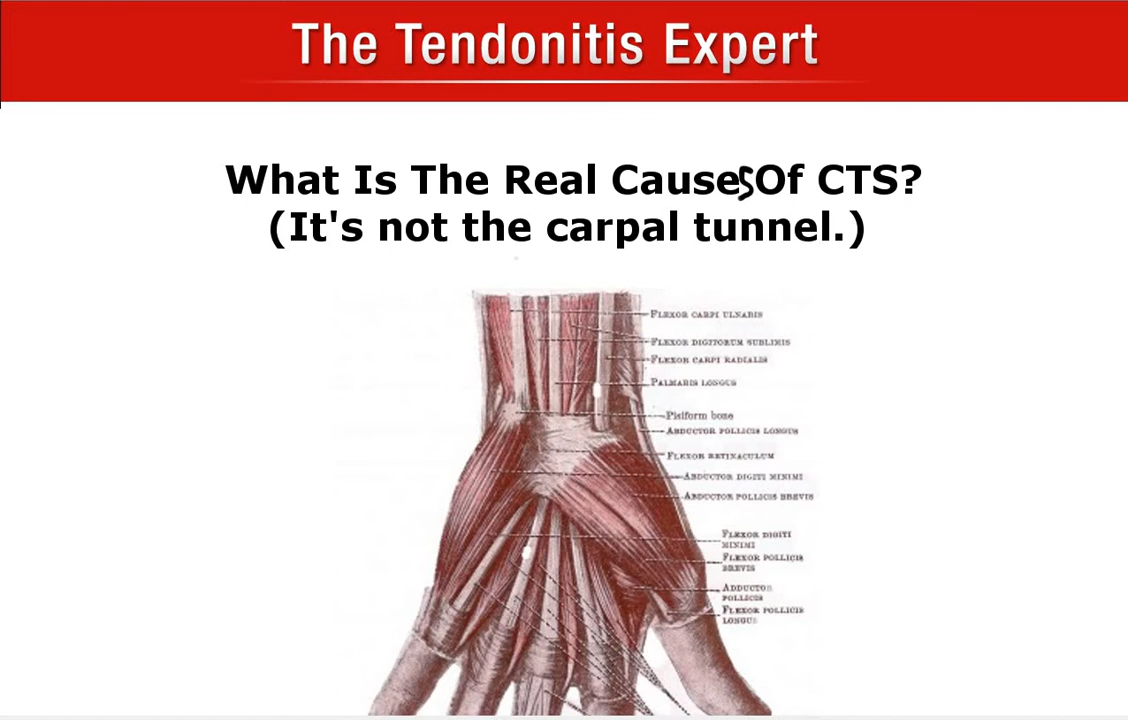 The Tendonitis Expert
What Is The Real Causes Of CTS?
(It's not the carpal tunnel.)
FLEXOR CARPI ULNARIS
FLEXOR DIGITORUM SUBLIMIS
FLEXOR CARPI RADIALIS
PALMARIS LONGUS
Pisiform bone
ABDUCTOR POLLICIS LONGUS
FLEXOR RETINACULUM
ABDUCTOR DIGITI MINIMI
ABDUCTOR POLLICIS BREVIS
FLEXOR DIGITI
MINIMI
FLEXOR POLLICIS
BREVIS
ADDUCTOR
POLLICIS
FLEXOR POLLICIS
LONGUS